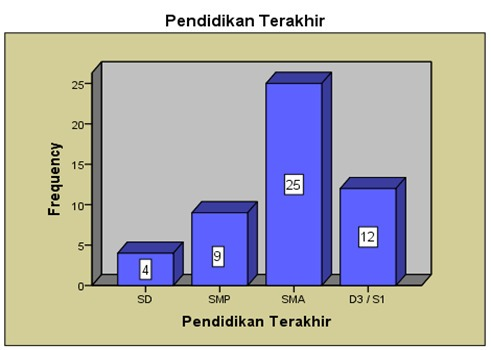 Pendidikan Terakhir
Frequency
25
20
15
10
5
0
4
9
25
12
SD SMP SMA D3 / S1
Pendidikan Terakhir